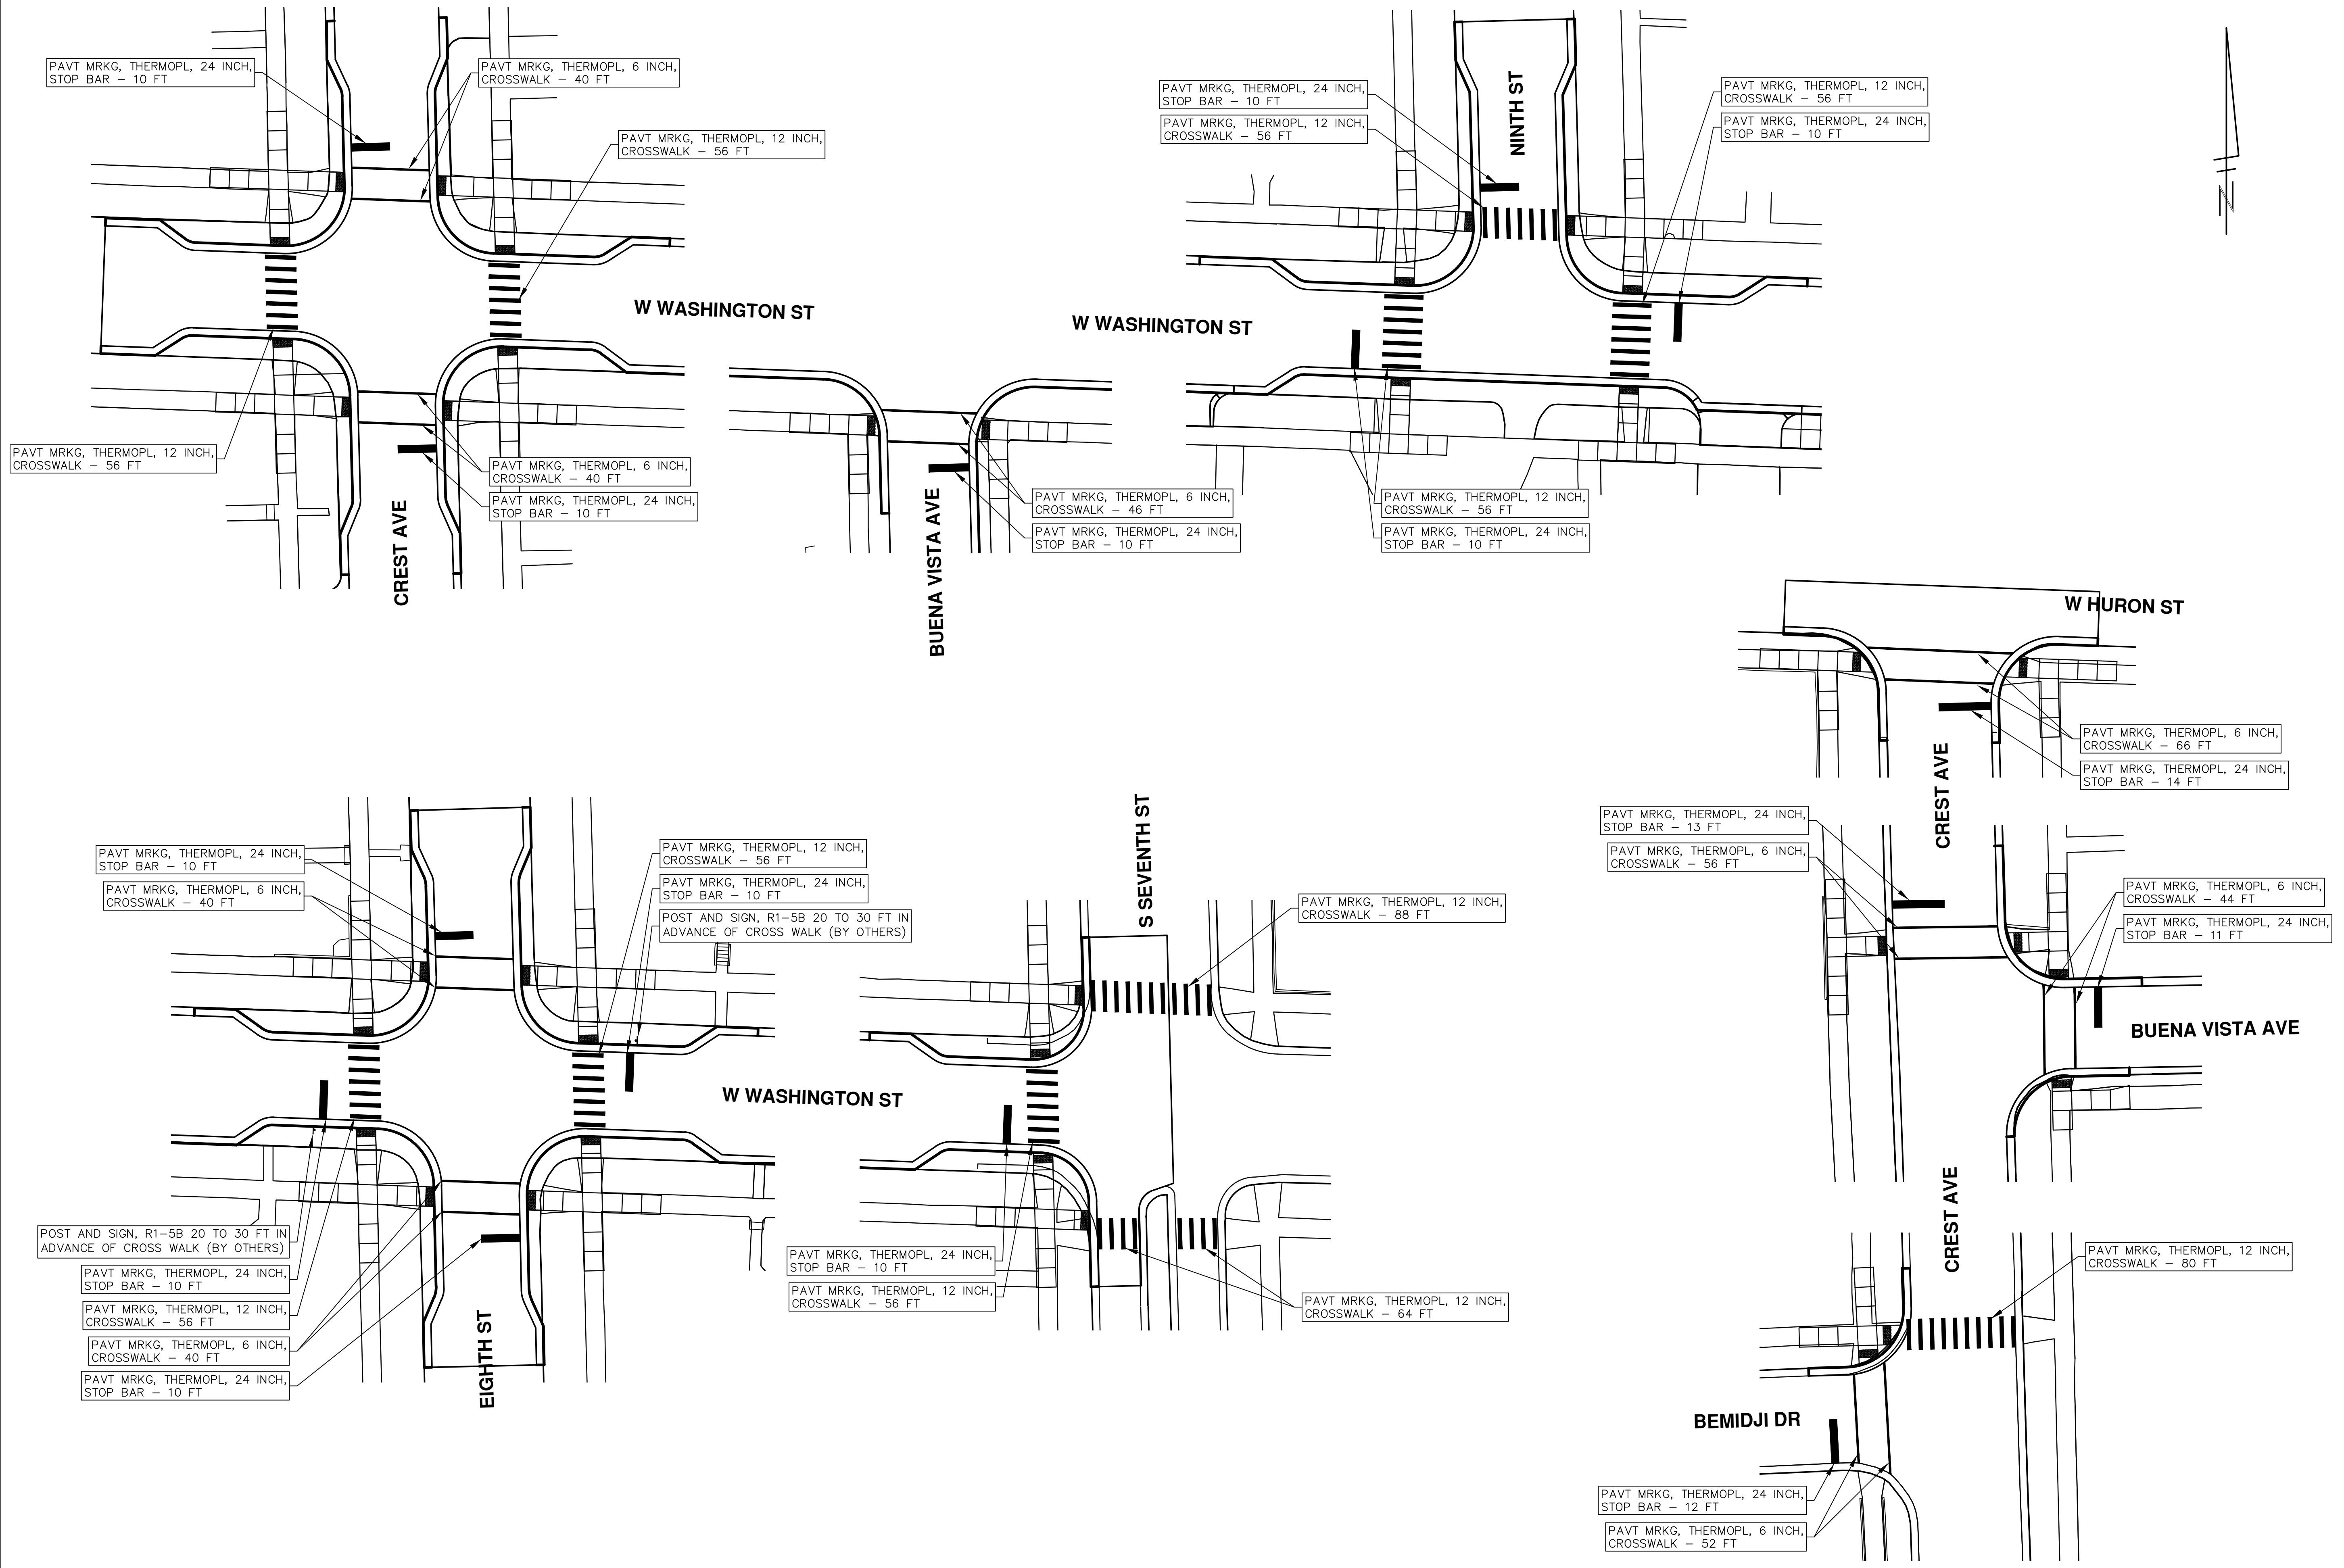 PAVT MRKG, THERMOPL, 24 INCH,
STOP BAR – 10 FT
PAVT MRKG, THERMOPL, 6 INCH,
CROSSWALK – 40 FT
PAVT MRKG, THERMOPL, 12 INCH,
CROSSWALK – 56 FT
W WASHINGTON ST
PAVT MRKG, THERMOPL, 12 INCH,
CROSSWALK – 56 FT
PAVT MRKG, THERMOPL, 6 INCH,
CROSSWALK – 40 FT
PAVT MRKG, THERMOPL, 24 INCH,
STOP BAR – 10 FT
CREST AVE
PAVT MRKG, THERMOPL, 6 INCH,
CROSSWALK – 46 FT
PAVT MRKG, THERMOPL, 24 INCH,
STOP BAR – 10 FT
BUENA VISTA AVE
PAVT MRKG, THERMOPL, 24 INCH,
STOP BAR – 10 FT
PAVT MRKG, THERMOPL, 12 INCH,
CROSSWALK – 56 FT
NINTH ST
PAVT MRKG, THERMOPL, 12 INCH,
CROSSWALK – 56 FT
PAVT MRKG, THERMOPL, 24 INCH,
STOP BAR – 10 FT
W WASHINGTON ST
PAVT MRKG, THERMOPL, 12 INCH,
CROSSWALK – 56 FT
PAVT MRKG, THERMOPL, 24 INCH,
STOP BAR – 10 FT
N
W HURON ST
PAVT MRKG, THERMOPL, 6 INCH,
CROSSWALK – 66 FT
PAVT MRKG, THERMOPL, 24 INCH,
STOP BAR – 14 FT
CREST AVE
PAVT MRKG, THERMOPL, 24 INCH,
STOP BAR – 13 FT
PAVT MRKG, THERMOPL, 6 INCH,
CROSSWALK – 56 FT
PAVT MRKG, THERMOPL, 6 INCH,
CROSSWALK – 44 FT
PAVT MRKG, THERMOPL, 24 INCH,
STOP BAR – 11 FT
BUENA VISTA AVE
CREST AVE
PAVT MRKG, THERMOPL, 12 INCH,
CROSSWALK – 80 FT
BEMIDJI DR
PAVT MRKG, THERMOPL, 24 INCH,
STOP BAR – 12 FT
PAVT MRKG, THERMOPL, 6 INCH,
CROSSWALK – 52 FT
PAVT MRKG, THERMOPL, 24 INCH,
STOP BAR – 10 FT
PAVT MRKG, THERMOPL, 6 INCH,
CROSSWALK – 40 FT
PAVT MRKG, THERMOPL, 12 INCH,
CROSSWALK – 56 FT
PAVT MRKG, THERMOPL, 24 INCH,
STOP BAR – 10 FT
POST AND SIGN, R1-5B 20 TO 30 FT IN
ADVANCE OF CROSS WALK (BY OTHERS)
W WASHINGTON ST
POST AND SIGN, R1-5B 20 TO 30 FT IN
ADVANCE OF CROSS WALK (BY OTHERS)
PAVT MRKG, THERMOPL, 24 INCH,
STOP BAR – 10 FT
PAVT MRKG, THERMOPL, 12 INCH,
CROSSWALK – 56 FT
PAVT MRKG, THERMOPL, 6 INCH,
CROSSWALK – 40 FT
PAVT MRKG, THERMOPL, 24 INCH,
STOP BAR – 10 FT
EIGHTH ST
S SEVENTH ST
PAVT MRKG, THERMOPL, 12 INCH,
CROSSWALK – 88 FT
PAVT MRKG, THERMOPL, 24 INCH,
STOP BAR – 10 FT
PAVT MRKG, THERMOPL, 12 INCH,
CROSSWALK – 56 FT
PAVT MRKG, THERMOPL, 12 INCH,
CROSSWALK – 64 FT